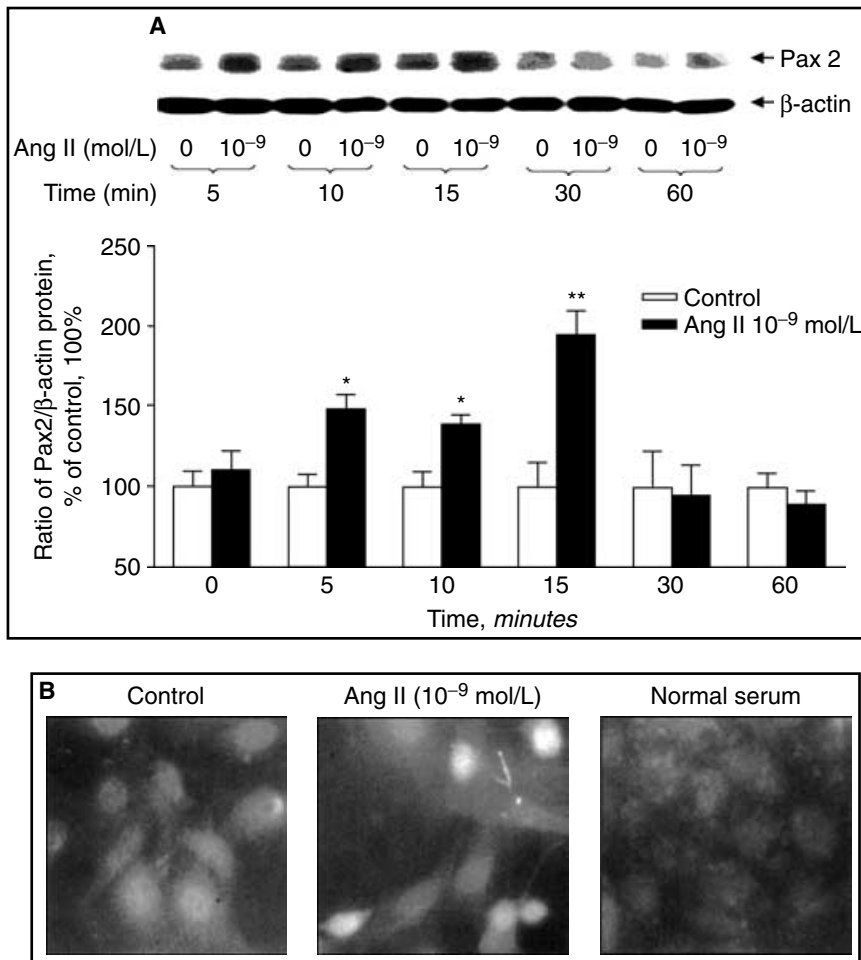 A
Pax 2
β-actin
Ang II (mol/L) 0 10⁻⁹ 0 10⁻⁹ 0 10⁻⁹ 0 10⁻⁹ 0 10⁻⁹
Time (min) 5 10 15 30 60
Ratio of Pax2/β-actin protein,
% of control, 100%
250
200
150
100
50
**
*
*
Control
Ang II 10⁻⁹ mol/L
0 5 10 15 30 60
Time, minutes
B
Control Ang II (10⁻⁹ mol/L) Normal serum